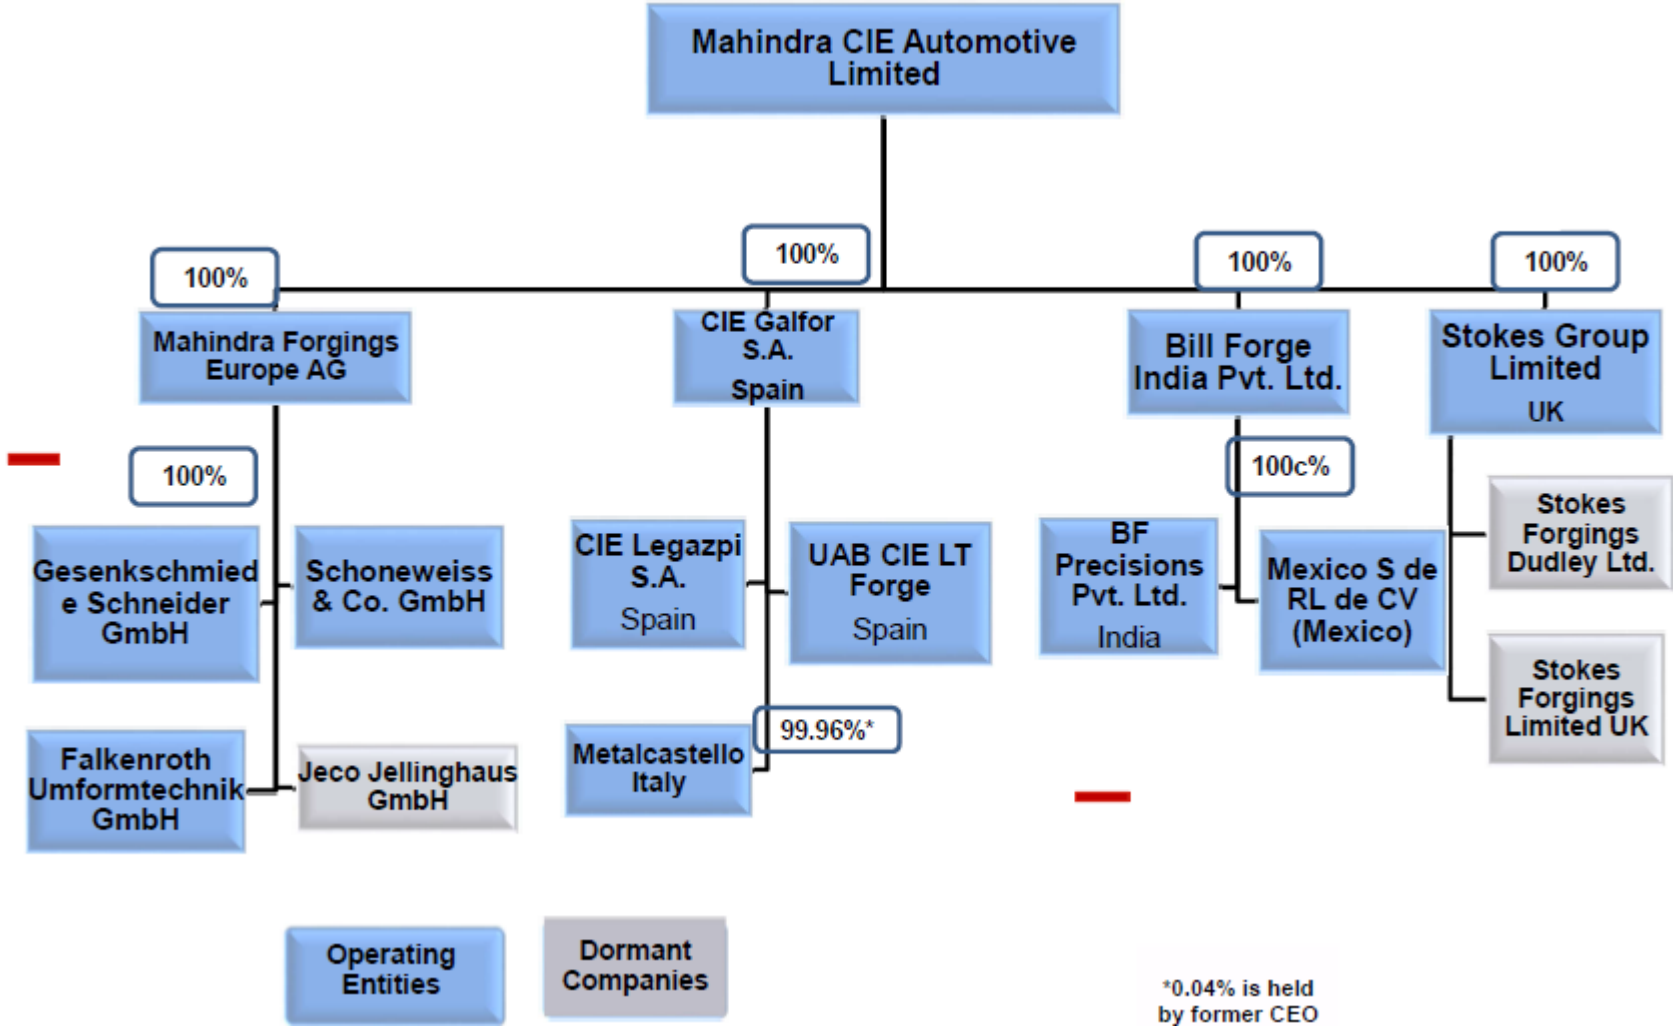 Mahindra CIE Automotive
Limited
100%
100%
100%
100%
Mahindra Forgings
Europe AG
CIE Galfor
S.A.
Spain
Bill Forge
India Pvt. Ltd.
Stokes Group
Limited
UK
100%
100c%
Gesenkschmied
e Schneider
GmbH
Schoneweiss
& Co. GmbH
CIE Legazpi
S.A.
Spain
UAB CIE LT
Forge
Spain
BF
Precisions
Pvt. Ltd.
India
Mexico S de
RL de CV
(Mexico)
Stokes
Forgings
Dudley Ltd.
Stokes
Forgings
Limited UK
Falkenroth
Umformtechnik
GmbH
Jeco Jellinghaus
GmbH
Metalcastello
Italy
99.96%*
Operating
Entities
Dormant
Companies
*0.04% is held
by former CEO